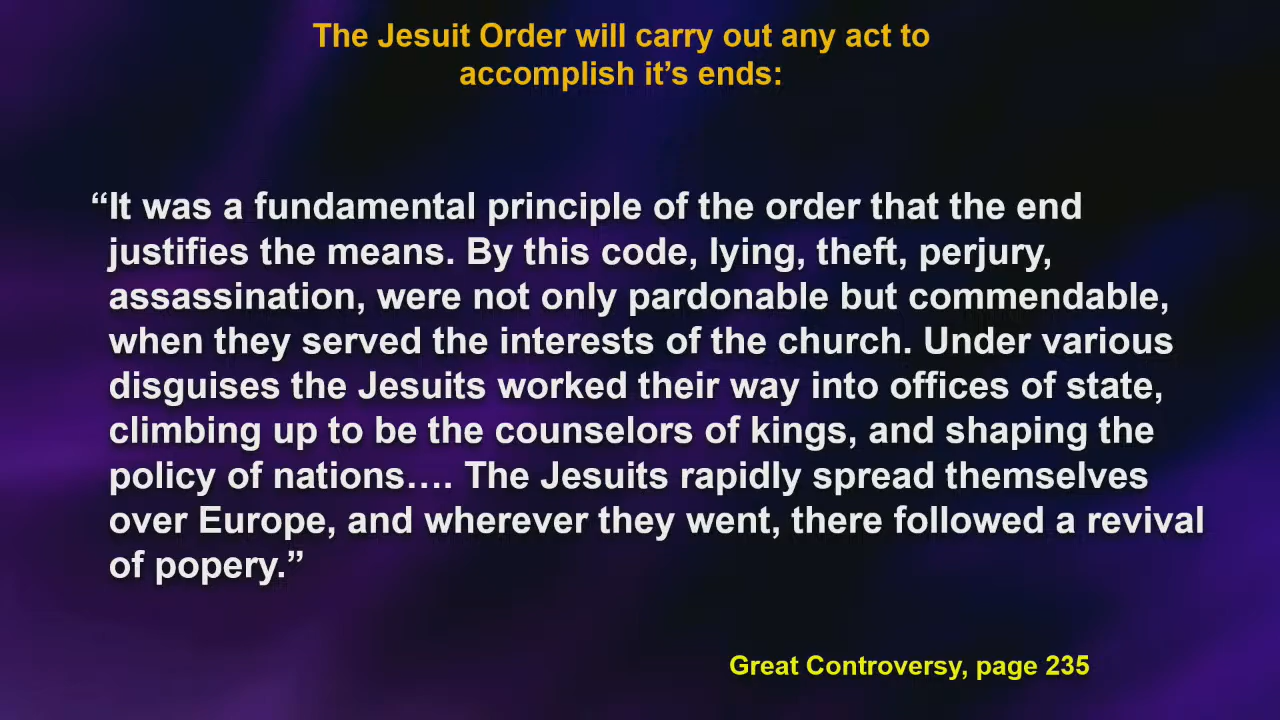 The Jesuit Order will carry out any act to
accomplish it’s ends:
“It was a fundamental principle of the order that the end
justifies the means. By this code, lying, theft, perjury,
assassination, were not only pardonable but commendable,
when they served the interests of the church. Under various
disguises the Jesuits worked their way into offices of state,
climbing up to be the counselors of kings, and shaping the
policy of nations…. The Jesuits rapidly spread themselves
over Europe, and wherever they went, there followed a revival
of popery.”
Great Controversy, page 235